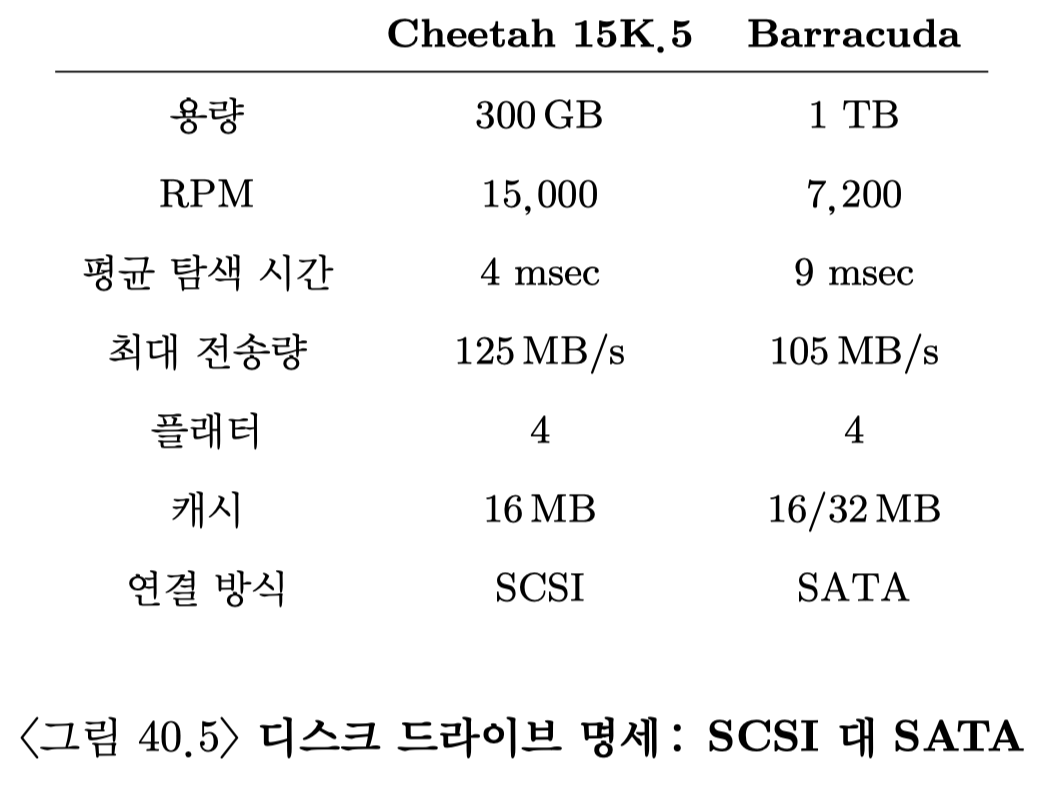 Cheetah 15K.5 Barracuda
용량 300 GB 1 TB
RPM 15,000 7,200
평균 탐색 시간 4 msec 9 msec
최대 전송량 125 MB/s 105 MB/s
플래터 4 4
캐시 16 MB 16/32 MB
연결 방식 SCSI SATA
〈그림 40.5〉 디스크 드라이브 명세: SCSI 대 SATA